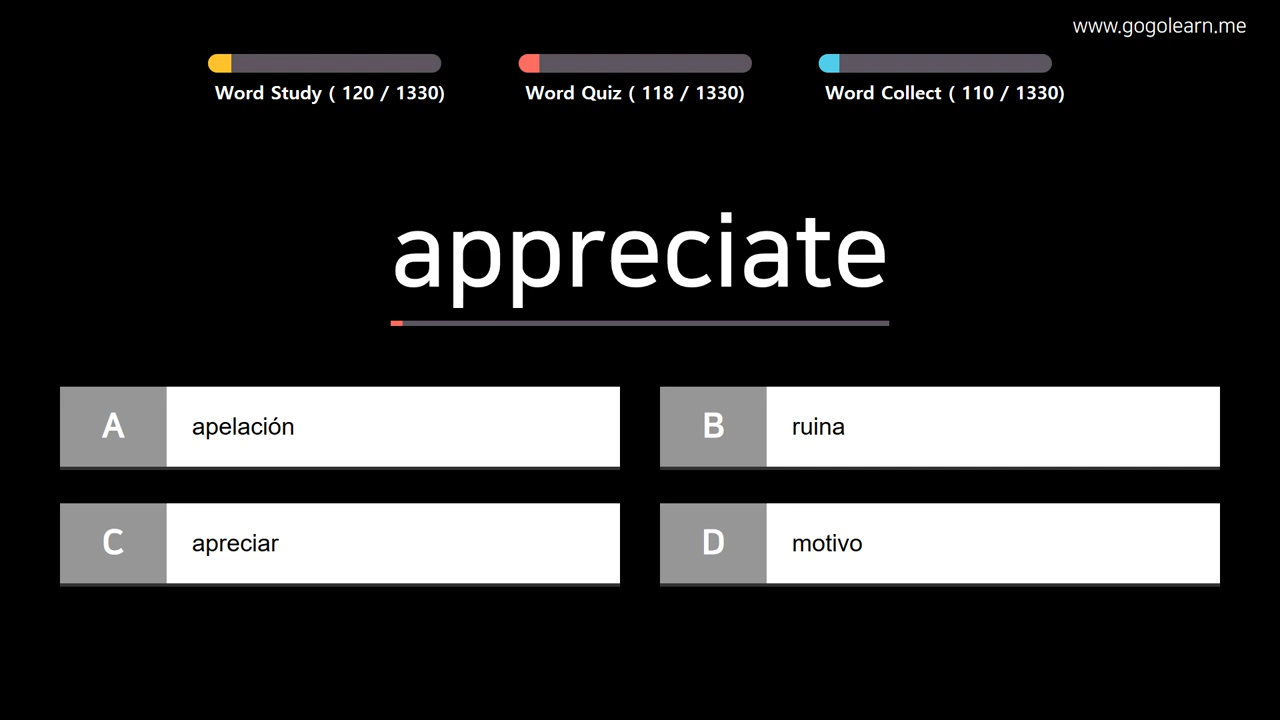 www.gogolearn.me
Word Study ( 120 / 1330)
Word Quiz ( 118 / 1330)
Word Collect ( 110 / 1330)
appreciate
A
apelación
B
ruina
C
apreciar
D
motivo